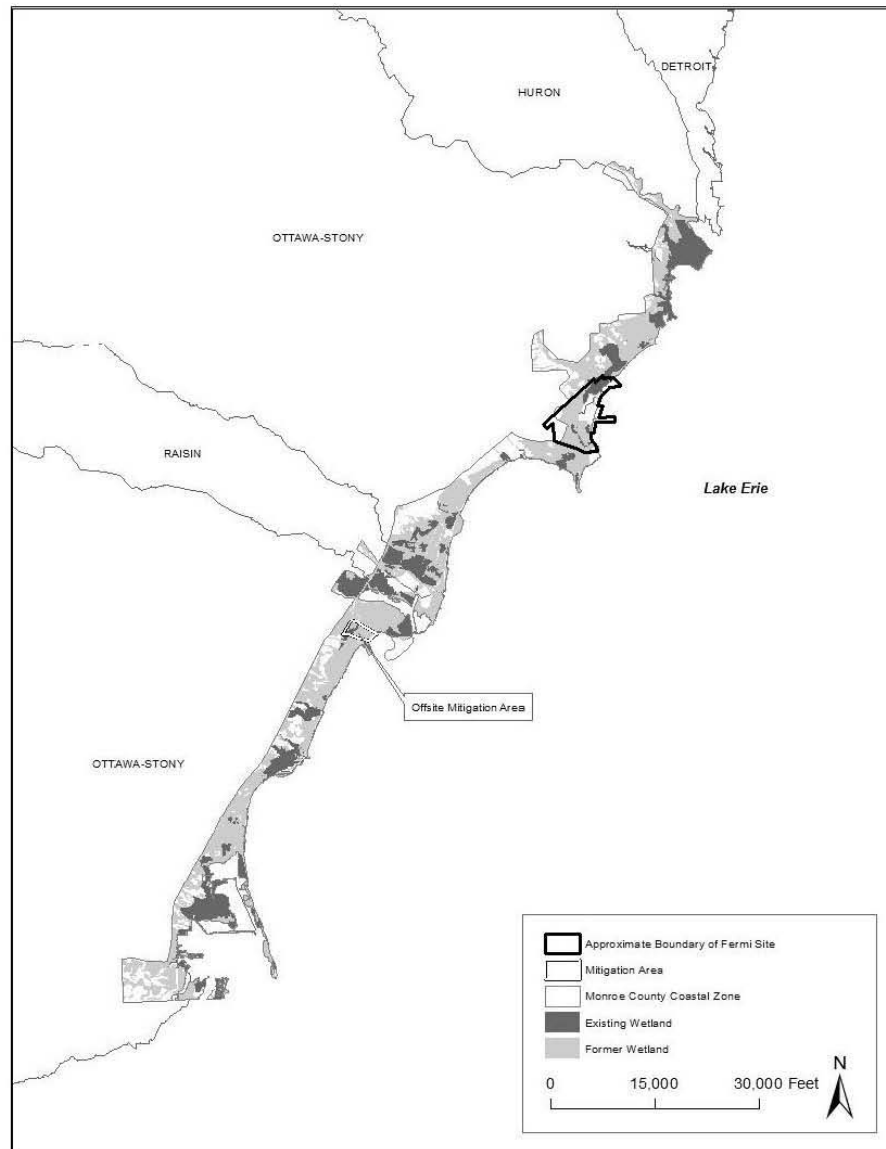 DETROIT
HURON
OTTAWA-STONY
RAISIN
Lake Erie
Offsite Mitigation Area
OTTAWA-STONY
Approximate Boundary of Fermi Site
Mitigation Area
Monroe County Coastal Zone
Existing Wetland
Former Wetland
N
0 15,000 30,000 Feet